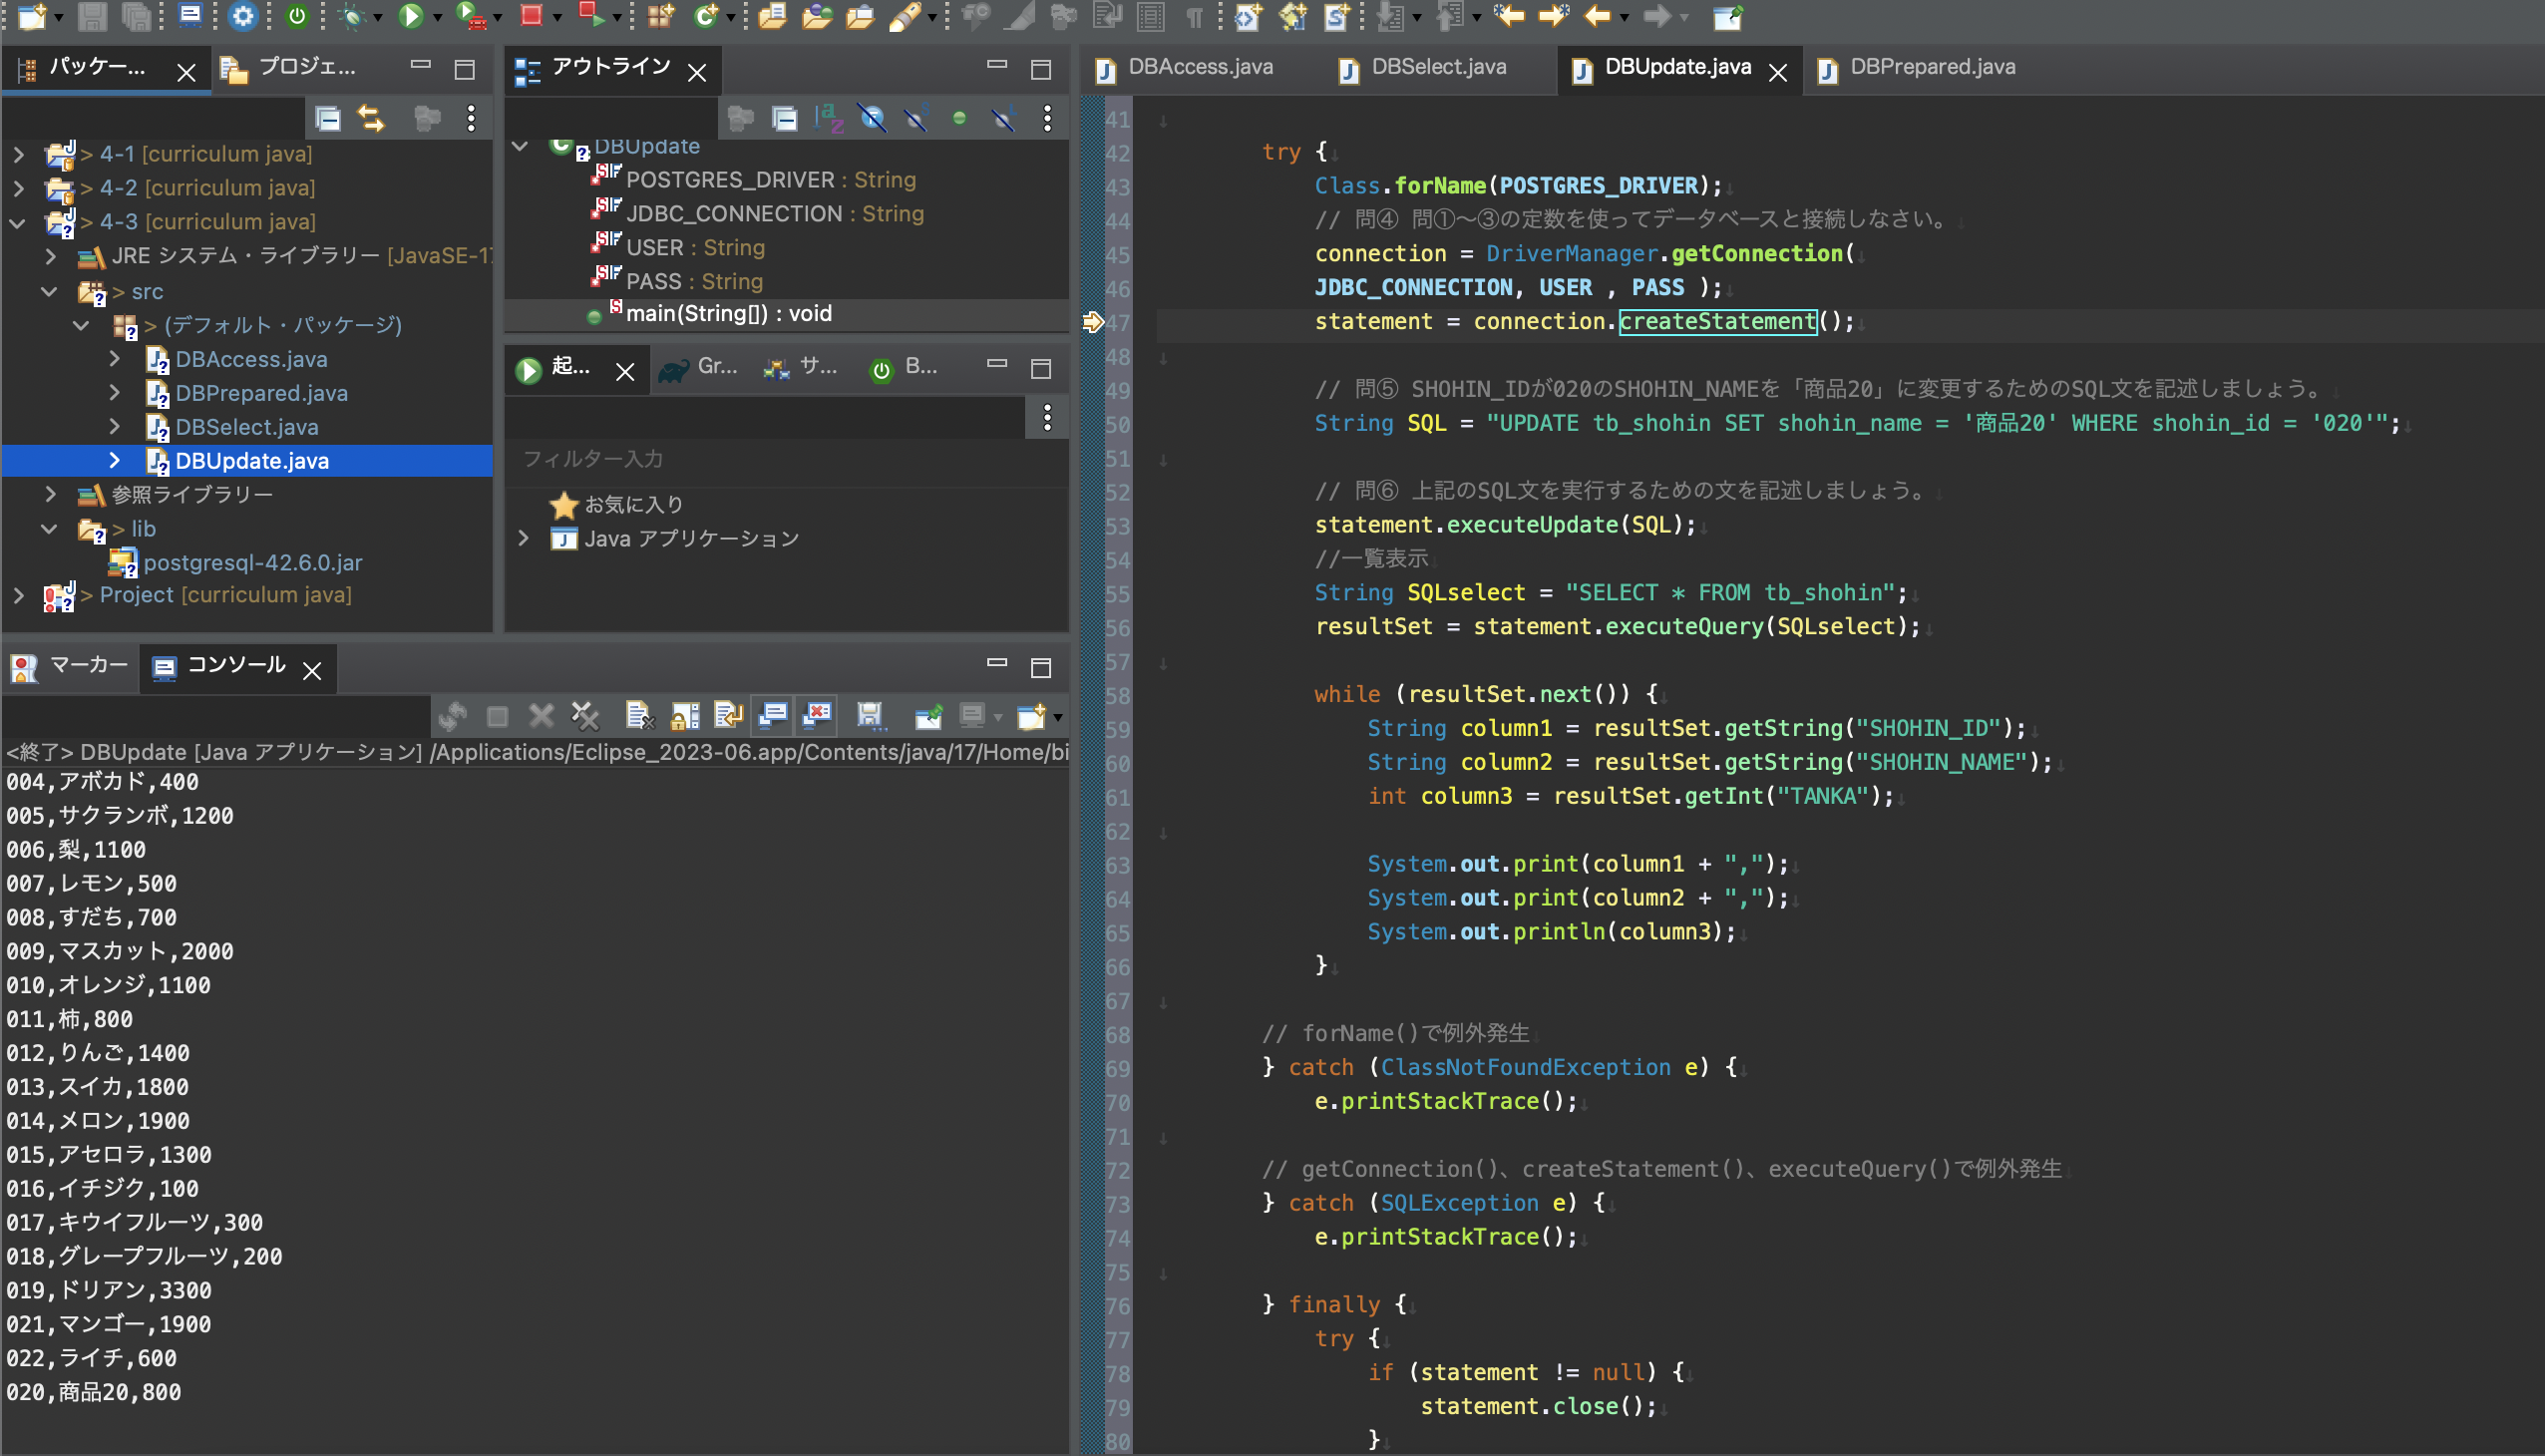 パッケー...
プロジェ...
> 4-1 [curriculum java]
> 4-2 [curriculum java]
> 4-3 [curriculum java]
JRE システム・ライブラリー [JavaSE-17
> src
> (デフォルト・パッケージ)
DBAccess.java
DBPrepared.java
DBSelect.java
DBUpdate.java
参照ライブラリー
> lib
postgresql-42.6.0.jar
> Project [curriculum java]
アウトライン
DBUpdate
POSTGRES_DRIVER : String
JDBC_CONNECTION : String
USER : String
PASS : String
main(String[]) : void
起...
Gr...
サ...
B...
フィルター入力
お気に入り
Java アプリケーション
マーカー
コンソール
<終了> DBUpdate [Java アプリケーション] /Applications/Eclipse_2023-06.app/Contents/java/17/Home/bi
004,アボカド,400
005,サクランボ,1200
006,梨,1100
007,レモン,500
008,すだち,700
009,マスカット,2000
010,オレンジ,1100
011,柿,800
012,りんご,1400
013,スイカ,1800
014,メロン,1900
015,アセロラ,1300
016,イチジク,100
017,キウイフルーツ,300
018,グレープフルーツ,200
019,ドリアン,3300
021,マンゴー,1900
022,ライチ,600
020,商品20,800
DBAccess.java
DBSelect.java
DBUpdate.java
DBPrepared.java
41
42 try {
43 Class.forName(POSTGRES_DRIVER);
44 // 問④ 問①〜③の定数を使ってデータベースと接続しなさい。
45 connection = DriverManager.getConnection(
46 JDBC_CONNECTION, USER , PASS );
47 statement = connection.createStatement();
48
49 // 問⑤ SHOHIN_IDが020のSHOHIN_NAMEを「商品20」に変更するためのSQL文を記述しましょう。
50 String SQL = "UPDATE tb_shohin SET shohin_name = '商品20' WHERE shohin_id = '020'";
51
52 // 問⑥ 上記のSQL文を実行するための文を記述しましょう。
53 statement.executeUpdate(SQL);
54 //一覧表示
55 String SQLselect = "SELECT * FROM tb_shohin";
56 resultSet = statement.executeQuery(SQLselect);
57
58 while (resultSet.next()) {
59 String column1 = resultSet.getString("SHOHIN_ID");
60 String column2 = resultSet.getString("SHOHIN_NAME");
61 int column3 = resultSet.getInt("TANKA");
62
63 System.out.print(column1 + ",");
64 System.out.print(column2 + ",");
65 System.out.println(column3);
66 }
67
68 // forName()で例外発生
69 } catch (ClassNotFoundException e) {
70 e.printStackTrace();
71
72 // getConnection()、createStatement()、executeQuery()で例外発生
73 } catch (SQLException e) {
74 e.printStackTrace();
75
76 } finally {
77 try {
78 if (statement != null) {
79 statement.close();
80 }